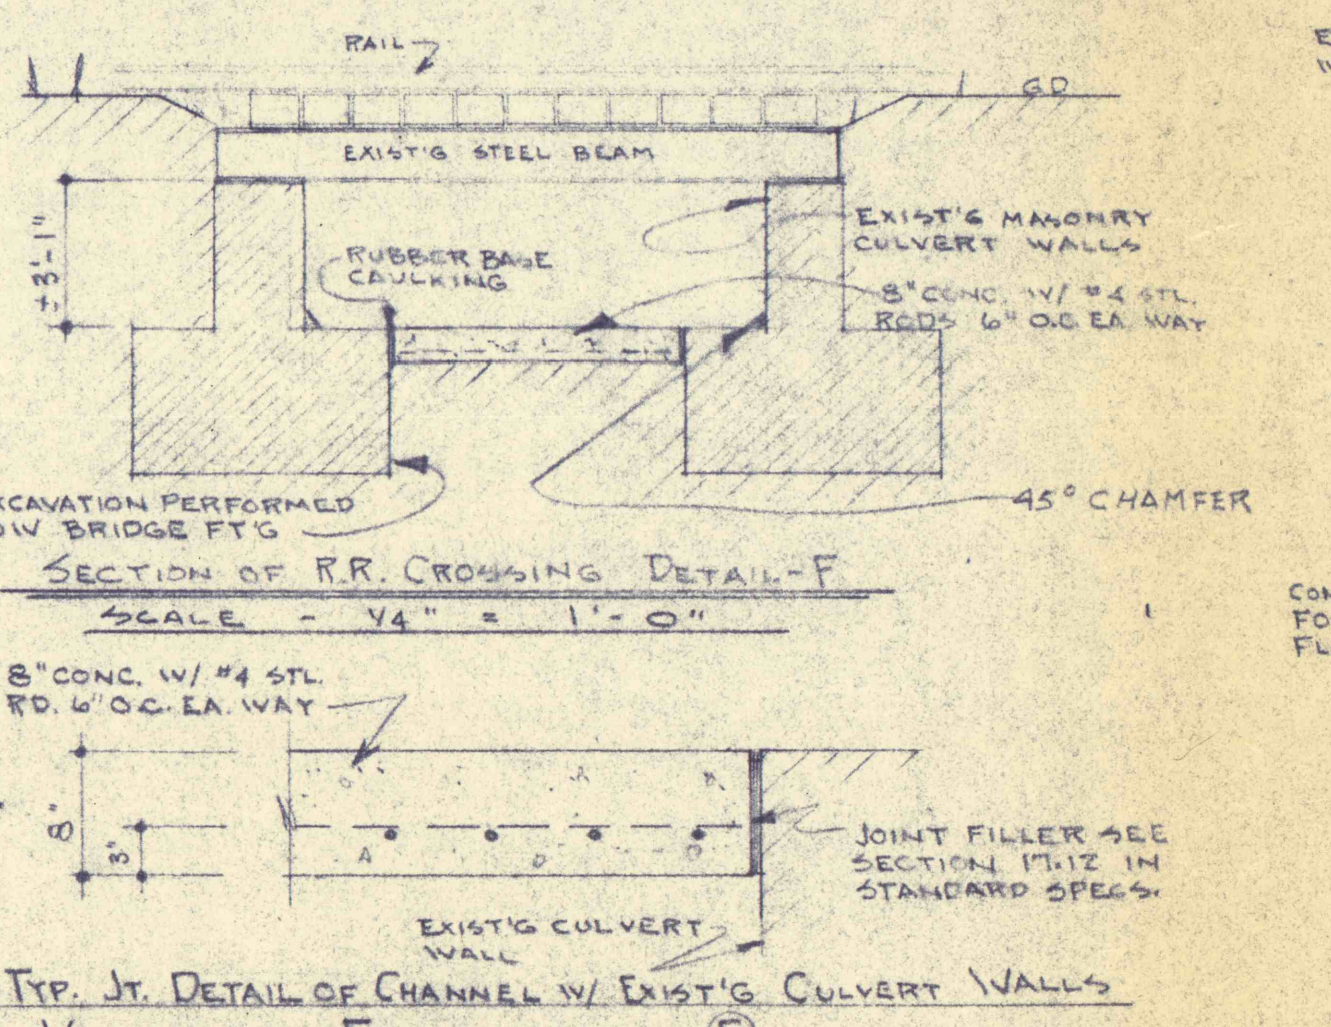 RAIL
GD
EXIST'G STEEL BEAM
± 3'-1"
EXIST'G MASONRY
CULVERT WALLS
RUBBER BASE
CAULKING
8" CONC. W/ #4 STL.
RODS 6" O.C. EA. WAY
XCAVATION PERFORMED
BRIDGE FT'G
45° CHAMFER
SECTION OF R.R. CROSSING DETAIL-F
SCALE - 1/4" = 1'-0"
8" CONC. W/ #4 STL.
RD. 6" O.C. EA. WAY
8"
3"
JOINT FILLER SEE
SECTION 17.12 IN
STANDARD SPECS.
EXIST'G CULVERT
WALL
TYP. JT. DETAIL OF CHANNEL W/ EXIST'G CULVERT WALLS
CON
FO
FL